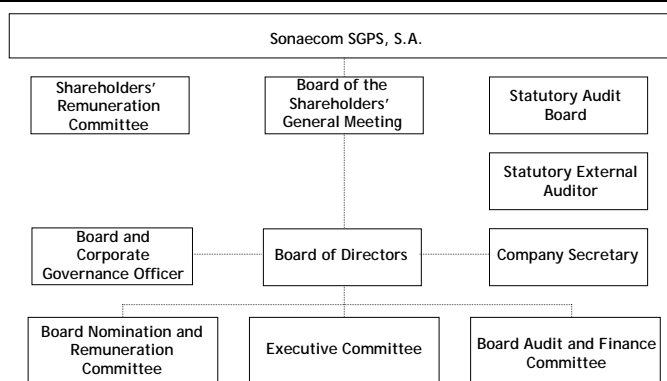 Sonaecom SGPS, S.A.
Shareholders'
Remuneration
Committee
Board of the
Shareholders'
General Meeting
Statutory Audit
Board
Statutory External
Auditor
Board and
Corporate
Governance Officer
Board of Directors
Company Secretary
Board Nomination and
Remuneration
Committee
Executive Committee
Board Audit and Finance
Committee